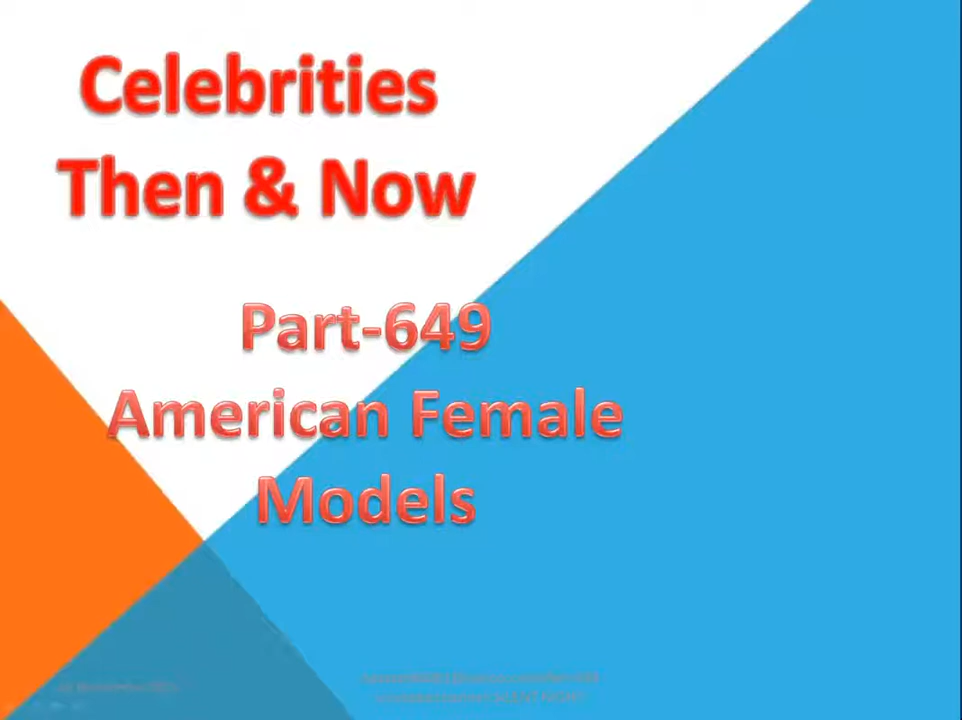 Celebrities
Then & Now
Part-649
American Female
Models